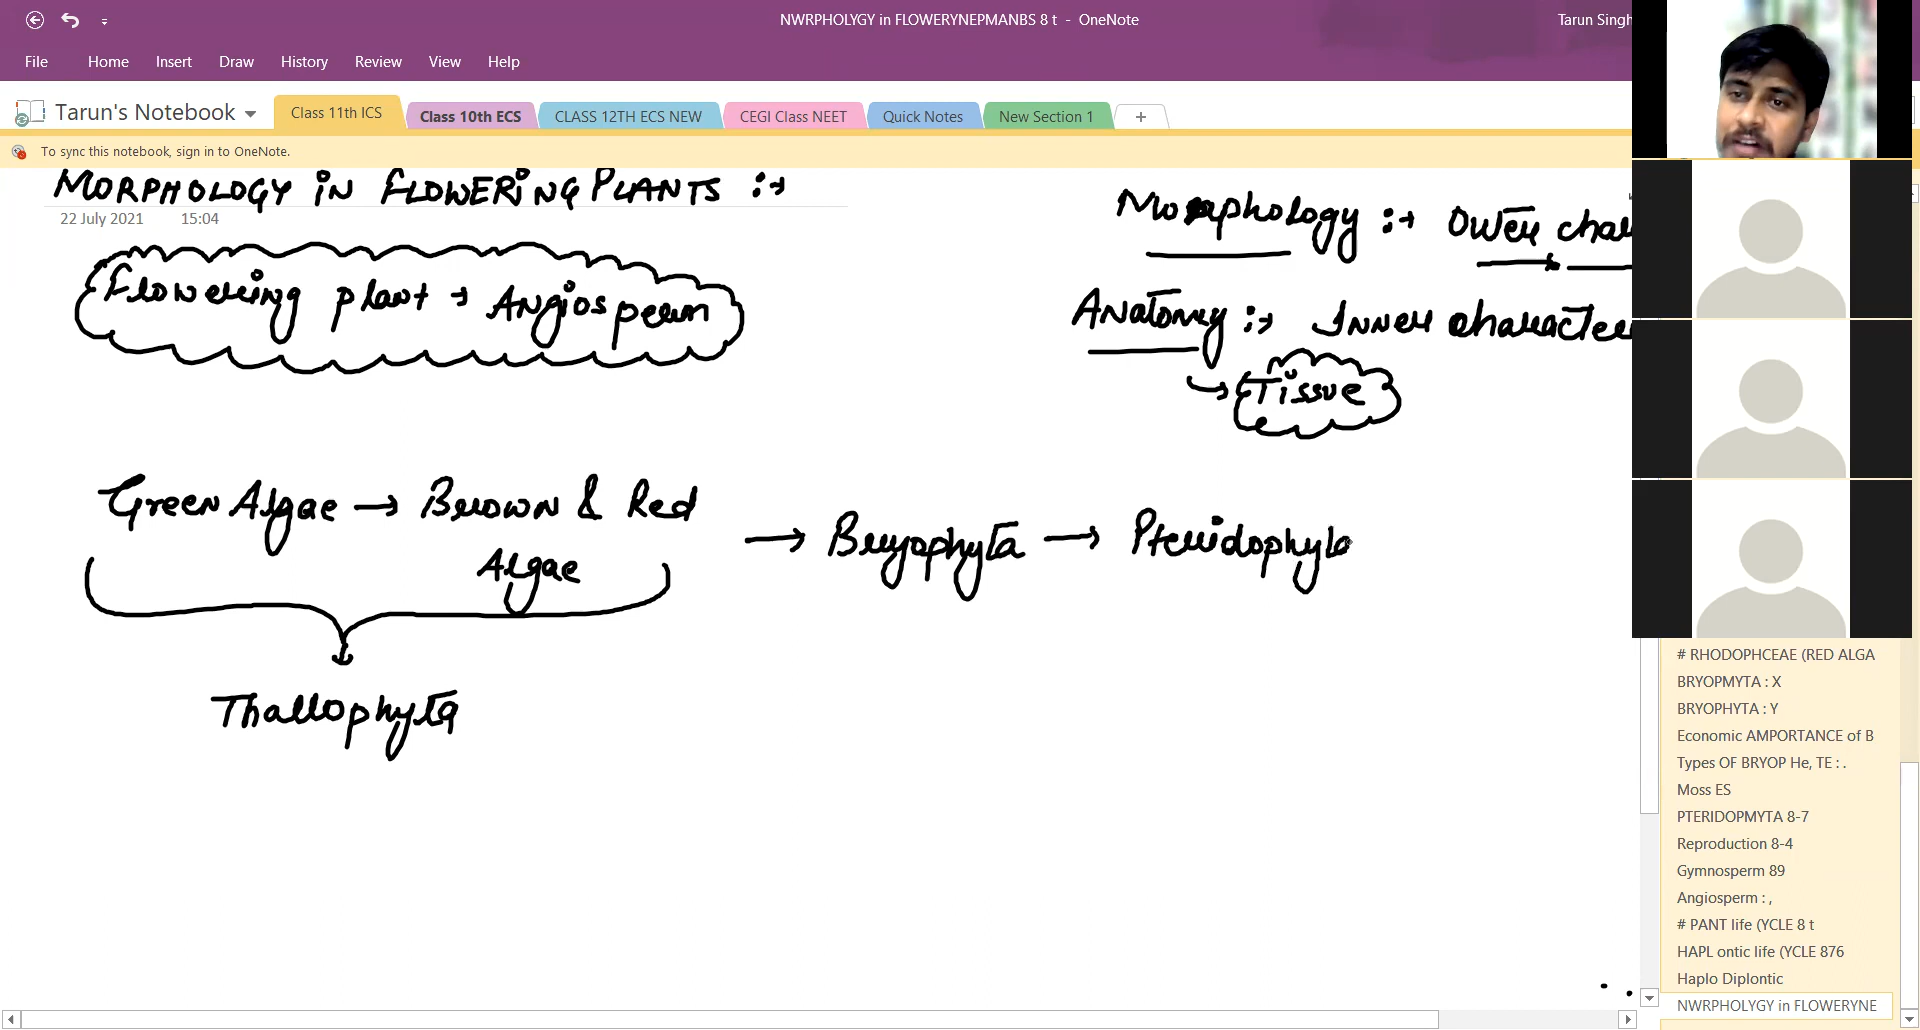 NWRPHOLYGY in FLOWERYNEPMANBS 8 t - OneNote
Tarun Singh
File Home Insert Draw History Review View Help
Tarun's Notebook
Class 11th ICS
Class 10th ECS
CLASS 12TH ECS NEW
CEGI Class NEET
Quick Notes
New Section 1
+
To sync this notebook, sign in to OneNote.
MORPHOLOGY in FLOWERING PLANTS :→
22 July 2021 15:04
Flowering plant → Angiosperm
Morphology :→ Outer
Anatomy :→ Inner character
Tissue
Green Algae → Brown & Red
Algae
→ Bryophyta → Pteridophyta
Thallophyta
# RHODOPHCEAE (RED ALGA
BRYOPMYTA : X
BRYOPHYTA : Y
Economic AMPORTANCE of B
Types OF BRYOP He, TE : .
Moss ES
PTERIDOPMYTA 8-7
Reproduction 8-4
Gymnosperm 89
Angiosperm : ,
# PANT life (YCLE 8 t
HAPL ontic life (YCLE 876
Haplo Diplontic
NWRPHOLYGY in FLOWERYNE